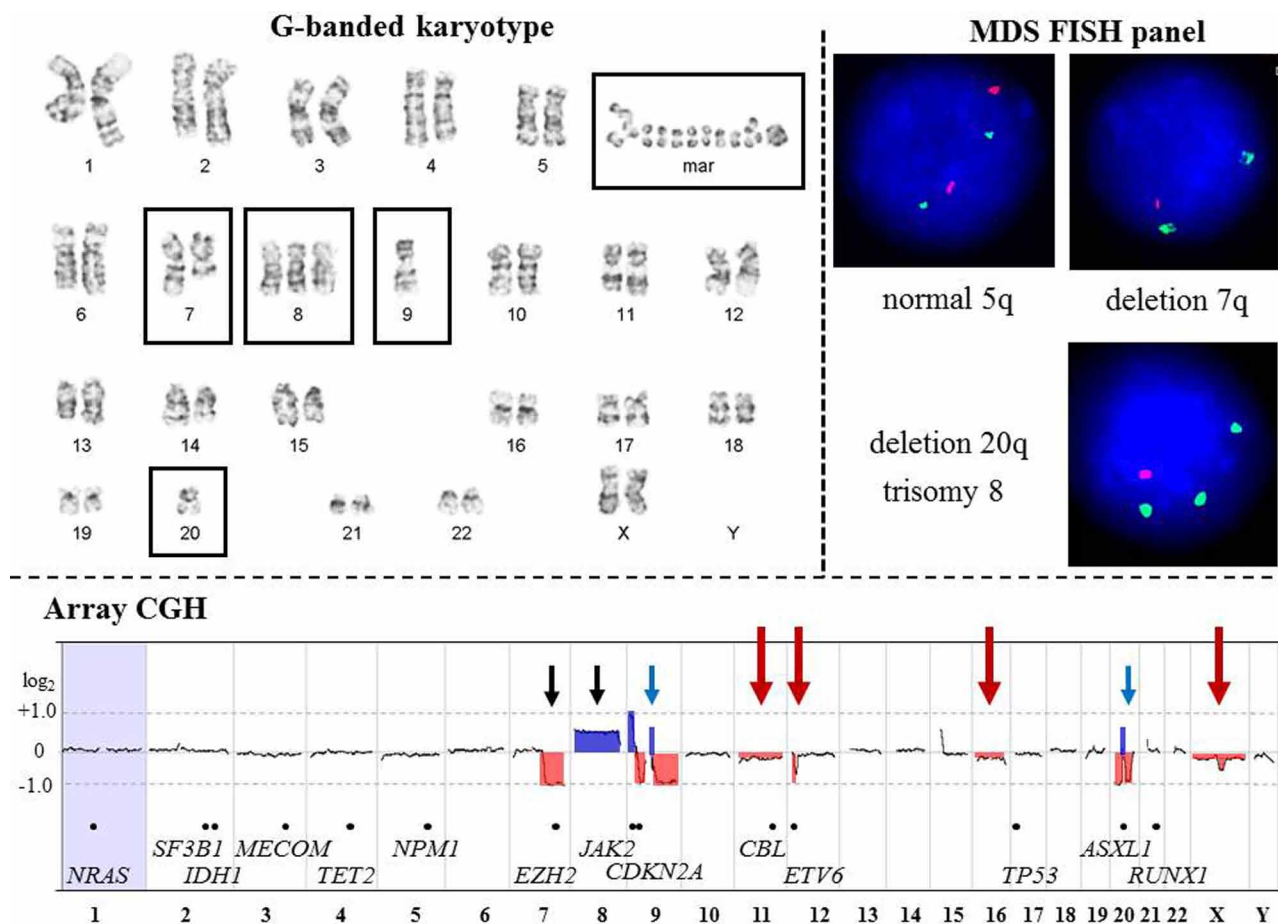 G-banded karyotype
MDS FISH panel
1 2 3 4 5 mar
6 7 8 9 10 11 12
13 14 15 16 17 18
19 20 21 22 X Y
normal 5q
deletion 7q
deletion 20q
trisomy 8
Array CGH
log2
+1.0
0
-1.0
SF3B1 MECOM NPM1 JAK2 CBL ASXL1
NRAS IDH1 TET2 EZH2 CDKN2A ETV6 TP53 RUNX1
1 2 3 4 5 6 7 8 9 10 11 12 13 14 15 16 17 18 19 20 21 22 X Y